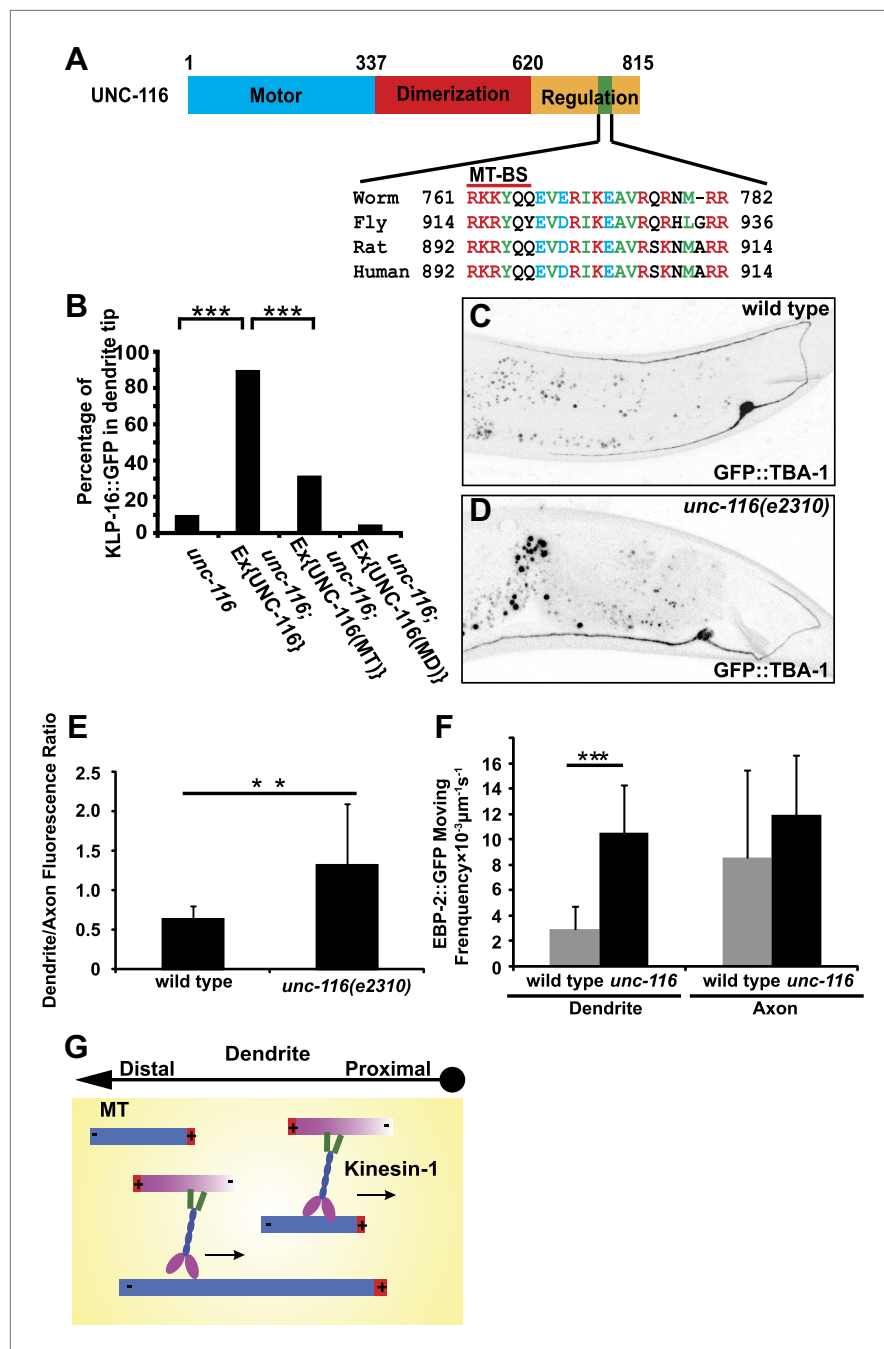 A
1 337 620 815
UNC-116 Motor Dimerization Regulation
MT-BS
Worm 761 RKKYQQEVERIKEAVRQRNM-RR 782
Fly 914 RKRYQYEVDRIKEAVRQRHLGRR 936
Rat 892 RKRYQQEVDRIKEAVRSKNMARR 914
Human 892 RKRYQQEVDRIKEAVRSKNMARR 914
B
*** ***
Percentage of
KLP-16::GFP in dendrite tip
100
80
60
40
20
0
unc-116
unc-116;
Ex{UNC-116}
unc-116;
Ex{UNC-116(MT)}
unc-116;
Ex{UNC-116(MD)}
C
wild type
GFP::TBA-1
D
unc-116(e2310)
GFP::TBA-1
E
Dendrite/Axon Fluorescence Ratio
2.5
2.0
1.5
1.0
0.5
0
* *
wild type unc-116(e2310)
F
EBP-2::GFP Moving
Frenquency×10-3μm-1s-1
16
14
12
10
8
6
4
2
0
***
wild type unc-116 wild type unc-116
Dendrite Axon
G
Dendrite
Distal Proximal
MT
- +
+ -
Kinesin-1
+ -
- +
- +